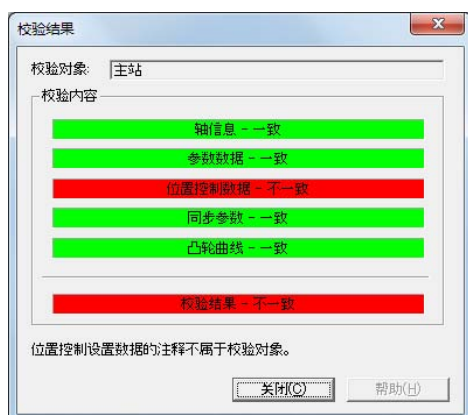 校验结果
校验对象: 主站
校验内容
轴信息 - 一致
参数数据 - 一致
位置控制数据 - 不一致
同步参数 - 一致
凸轮曲线 - 一致
校验结果 - 不一致
位置控制设置数据的注释不属于校验对象。
关闭(C) 帮助(H)